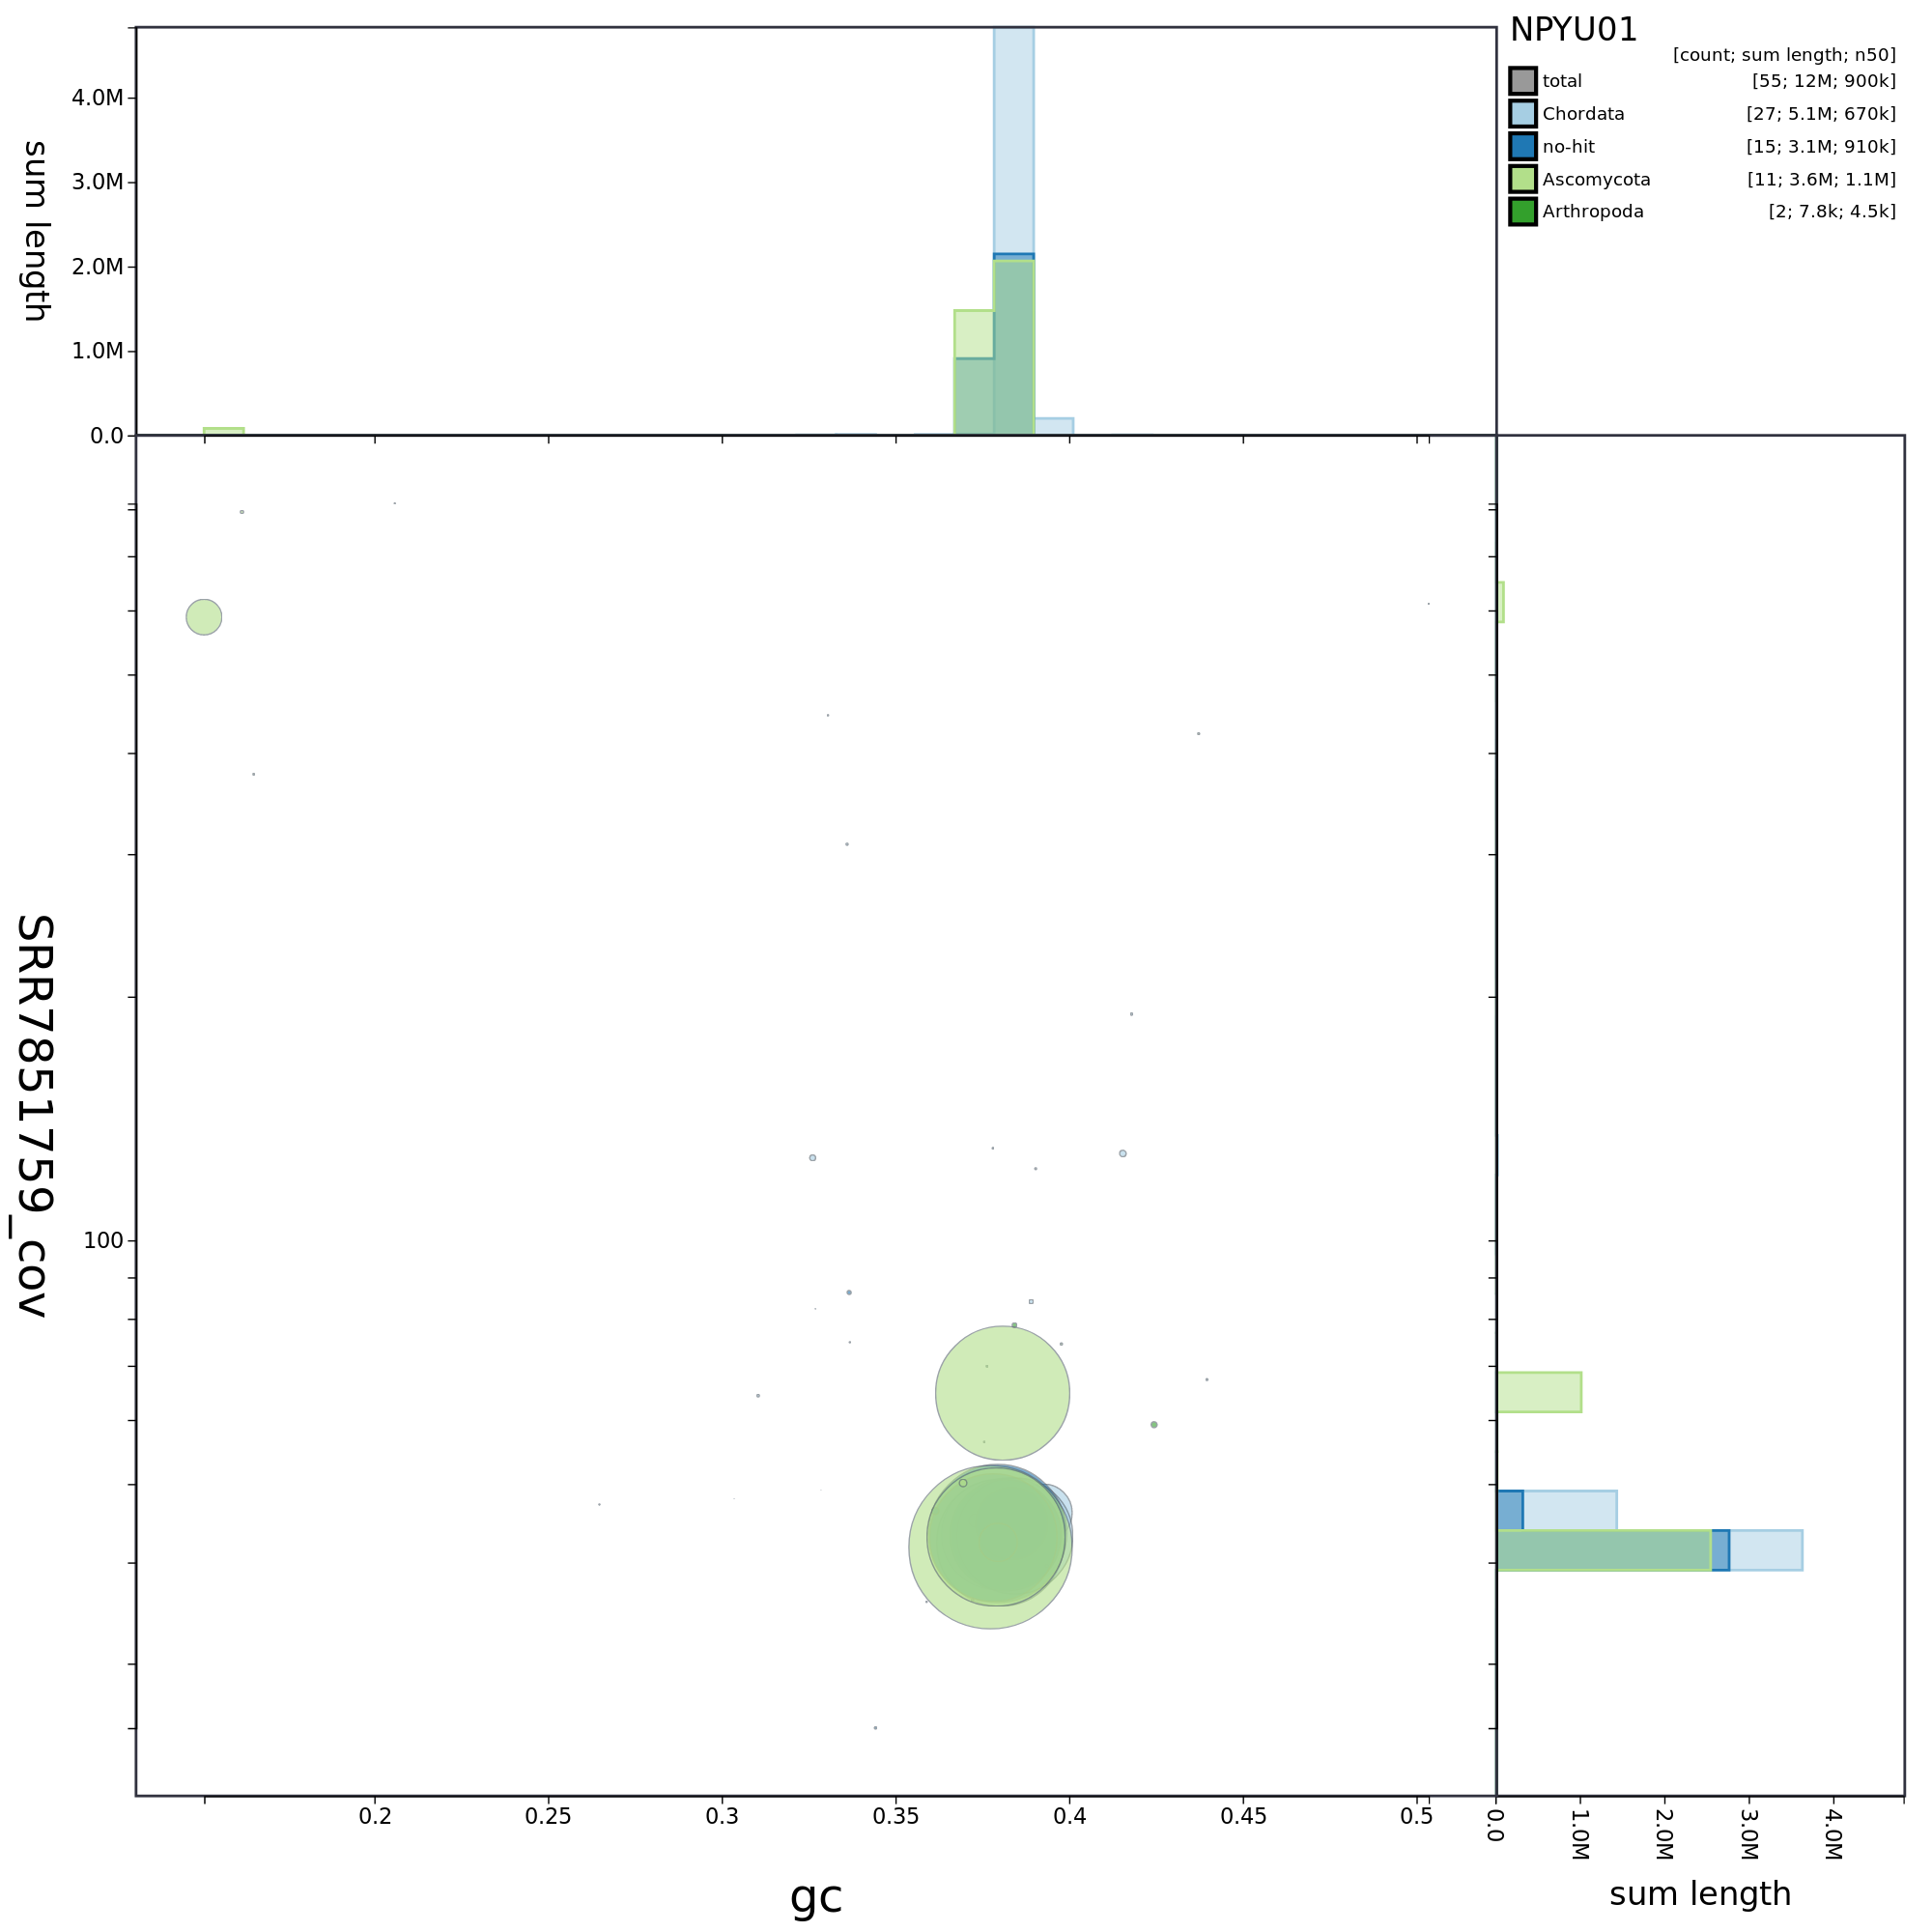 NPYU01
[count; sum length; n50]
total [55; 12M; 900k]
Chordata [27; 5.1M; 670k]
no-hit [15; 3.1M; 910k]
Ascomycota [11; 3.6M; 1.1M]
Arthropoda [2; 7.8k; 4.5k]
sum length
4.0M
3.0M
2.0M
1.0M
0.0
SRR7851759_cov
100
0.2
0.25
0.3
0.35
0.4
0.45
0.5
gc
0.0
1.0M
2.0M
3.0M
4.0M
sum length